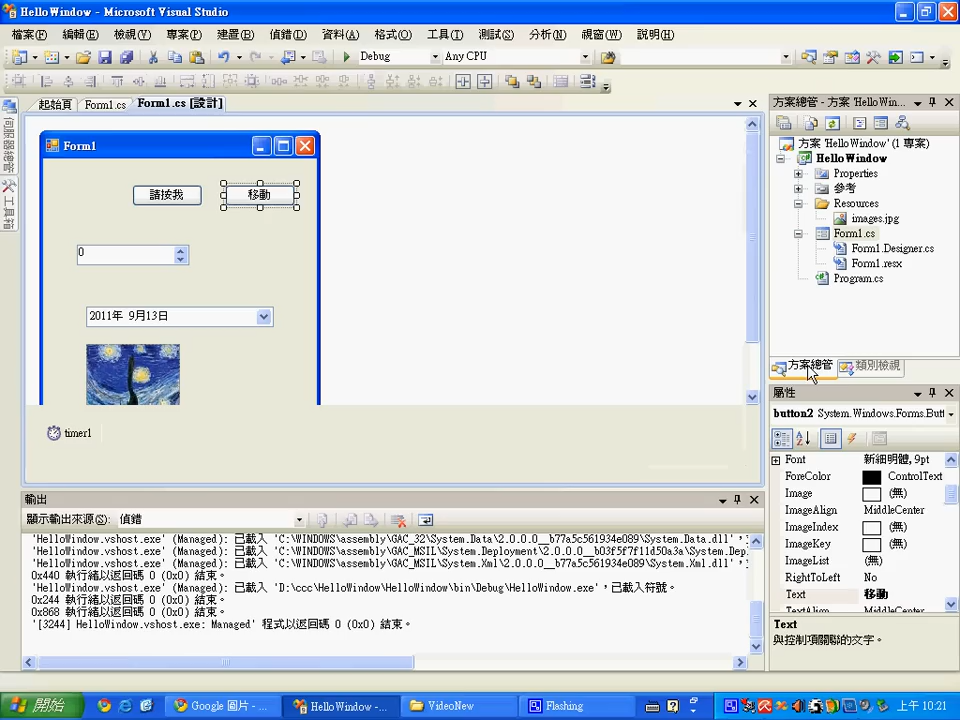 HelloWindow - Microsoft Visual Studio
檔案(F) 編輯(E) 檢視(V) 專案(P) 建置(B) 偵錯(D) 資料(A) 格式(O) 工具(T) 測試(S) 分析(N) 視窗(W) 說明(H)
Debug Any CPU
起始頁 Form1.cs Form1.cs [設計]
伺服器總管
工具箱
Form1
請按我 移動
0
2011年 9月13日
timer1
方案總管 - 方案 'HelloWin...
方案 'HelloWindow' (1 專案)
HelloWindow
Properties
參考
Resources
images.jpg
Form1.cs
Form1.Designer.cs
Form1.resx
Program.cs
方案總管 類別檢視
屬性
button2 System.Windows.Forms.Butt
Font 新細明體, 9pt
ForeColor ControlText
Image (無)
ImageAlign MiddleCenter
ImageIndex (無)
ImageKey (無)
ImageList (無)
RightToLeft No
Text 移動
TextAlign MiddleCenter
Text
與控制項關聯的文字。
輸出
顯示輸出來源(S): 偵錯
'HelloWindow.vshost.exe' (Managed): 已載入 'C:\WINDOWS\assembly\GAC_32\System.Data\2.0.0.0__b77a5c561934e089\System.Data.dll'，
'HelloWindow.vshost.exe' (Managed): 已載入 'C:\WINDOWS\assembly\GAC_MSIL\System.Deployment\2.0.0.0__b03f5f7f11d50a3a\System.Dep
'HelloWindow.vshost.exe' (Managed): 已載入 'C:\WINDOWS\assembly\GAC_MSIL\System.Xml\2.0.0.0__b77a5c561934e089\System.Xml.dll'，
0x440 執行緒以返回碼 0 (0x0) 結束。
'HelloWindow.vshost.exe' (Managed): 已載入 'D:\ccc\HelloWindow\HelloWindow\bin\Debug\HelloWindow.exe'，已載入符號。
0x244 執行緒以返回碼 0 (0x0) 結束。
0x868 執行緒以返回碼 0 (0x0) 結束。
'[3244] HelloWindow.vshost.exe: Managed' 程式以返回碼 0 (0x0) 結束。
開始 Google 圖片 - ... HelloWindow -... VideoNew Flashing 上午 10:21